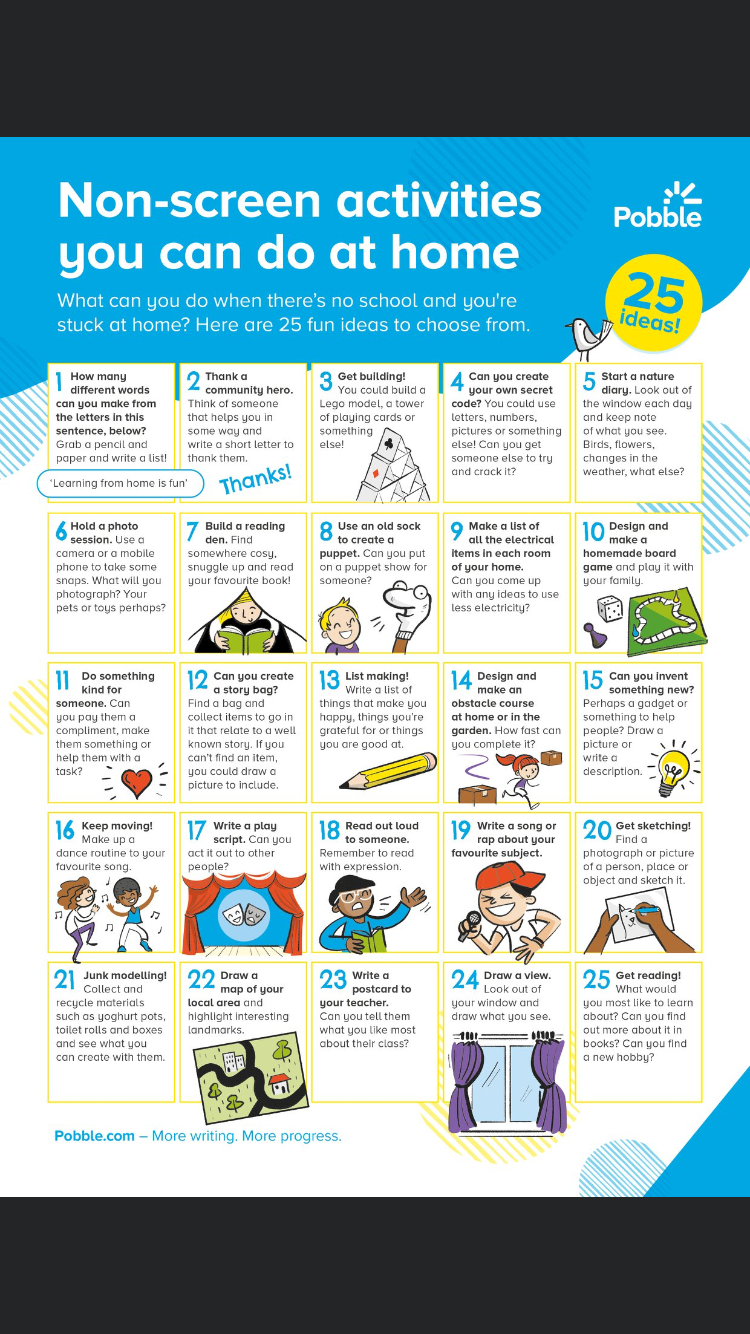 Non-screen activities
you can do at home
Pobble
What can you do when there's no school and you're
stuck at home? Here are 25 fun ideas to choose from.
25
ideas!
1 How many
different words
can you make from
the letters in this
sentence, below?
Grab a pencil and
paper and write a list!
'Learning from home is fun'
2 Thank a
community hero.
Think of someone
that helps you in
some way and
write a short letter to
thank them.
Thanks!
3 Get building!
You could build a
Lego model, a tower
of playing cards or
something
else!
4 Can you create
your own secret
code? You could use
letters, numbers,
pictures or something
else! Can you get
someone else to try
and crack it?
5 Start a nature
diary. Look out of
the window each day
and keep note
of what you see.
Birds, flowers,
changes in the
weather, what else?
6 Hold a photo
session. Use a
camera or a mobile
phone to take some
snaps. What will you
photograph? Your
pets or toys perhaps?
7 Build a reading
den. Find
somewhere cosy,
snuggle up and read
your favourite book!
8 Use an old sock
to create a
puppet. Can you put
on a puppet show for
someone?
9 Make a list of
all the electrical
items in each room
of your home.
Can you come up
with any ideas to use
less electricity?
10 Design and
make a
homemade board
game and play it with
your family.
11 Do something
kind for
someone. Can
you pay them a
compliment, make
them something or
help them with a
task?
12 Can you create
a story bag?
Find a bag and
collect items to go in
it that relate to a well
known story. If you
can't find an item,
you could draw a
picture to include.
13 List making!
Write a list of
things that make you
happy, things you're
grateful for or things
you are good at.
14 Design and
make an
obstacle course
at home or in the
garden. How fast can
you complete it?
15 Can you invent
something new?
Perhaps a gadget or
something to help
people? Draw a
picture or
write a
description.
16 Keep moving!
Make up a
dance routine to your
favourite song.
17 Write a play
script. Can you
act it out to other
people?
18 Read out loud
to someone.
Remember to read
with expression.
19 Write a song or
rap about your
favourite subject.
20 Get sketching!
Find a
photograph or picture
of a person, place or
object and sketch it.
21 Junk modelling!
Collect and
recycle materials
such as yoghurt pots,
toilet rolls and boxes
and see what you
can create with them.
22 Draw a
map of your
local area and
highlight interesting
landmarks.
23 Write a
postcard to
your teacher.
Can you tell them
what you like most
about their class?
24 Draw a view.
Look out of
your window and
draw what you see.
25 Get reading!
What would
you most like to learn
about? Can you find
out more about it in
books? Can you find
a new hobby?
Pobble.com – More writing. More progress.